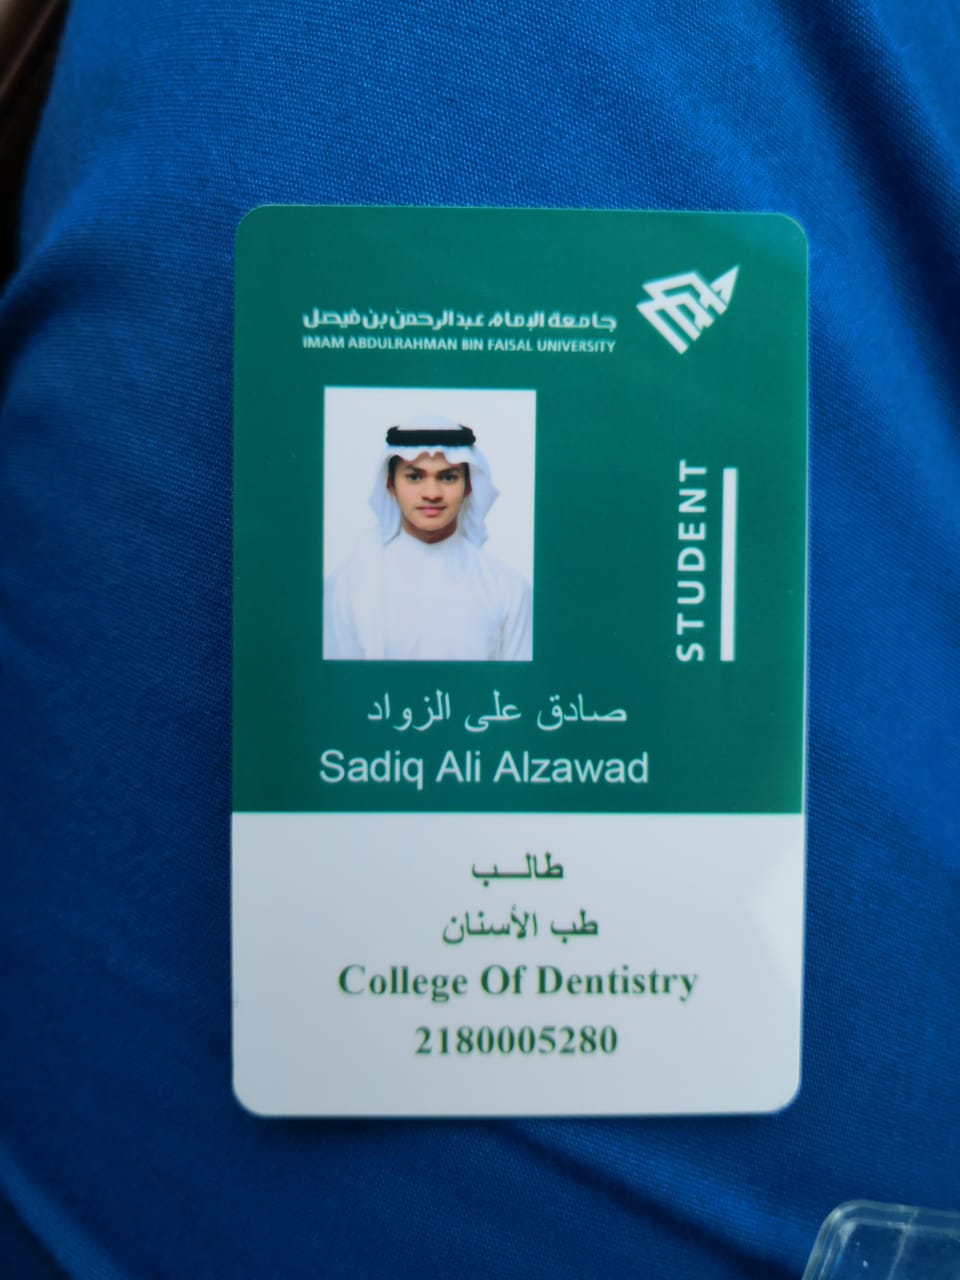 جامعة الإمام عبدالرحمن بن فيصل
IMAM ABDULRAHMAN BIN FAISAL UNIVERSITY
STUDENT
صادق على الزواد
Sadiq Ali Alzawad
طالـــب
طب الأسنان
College Of Dentistry
2180005280